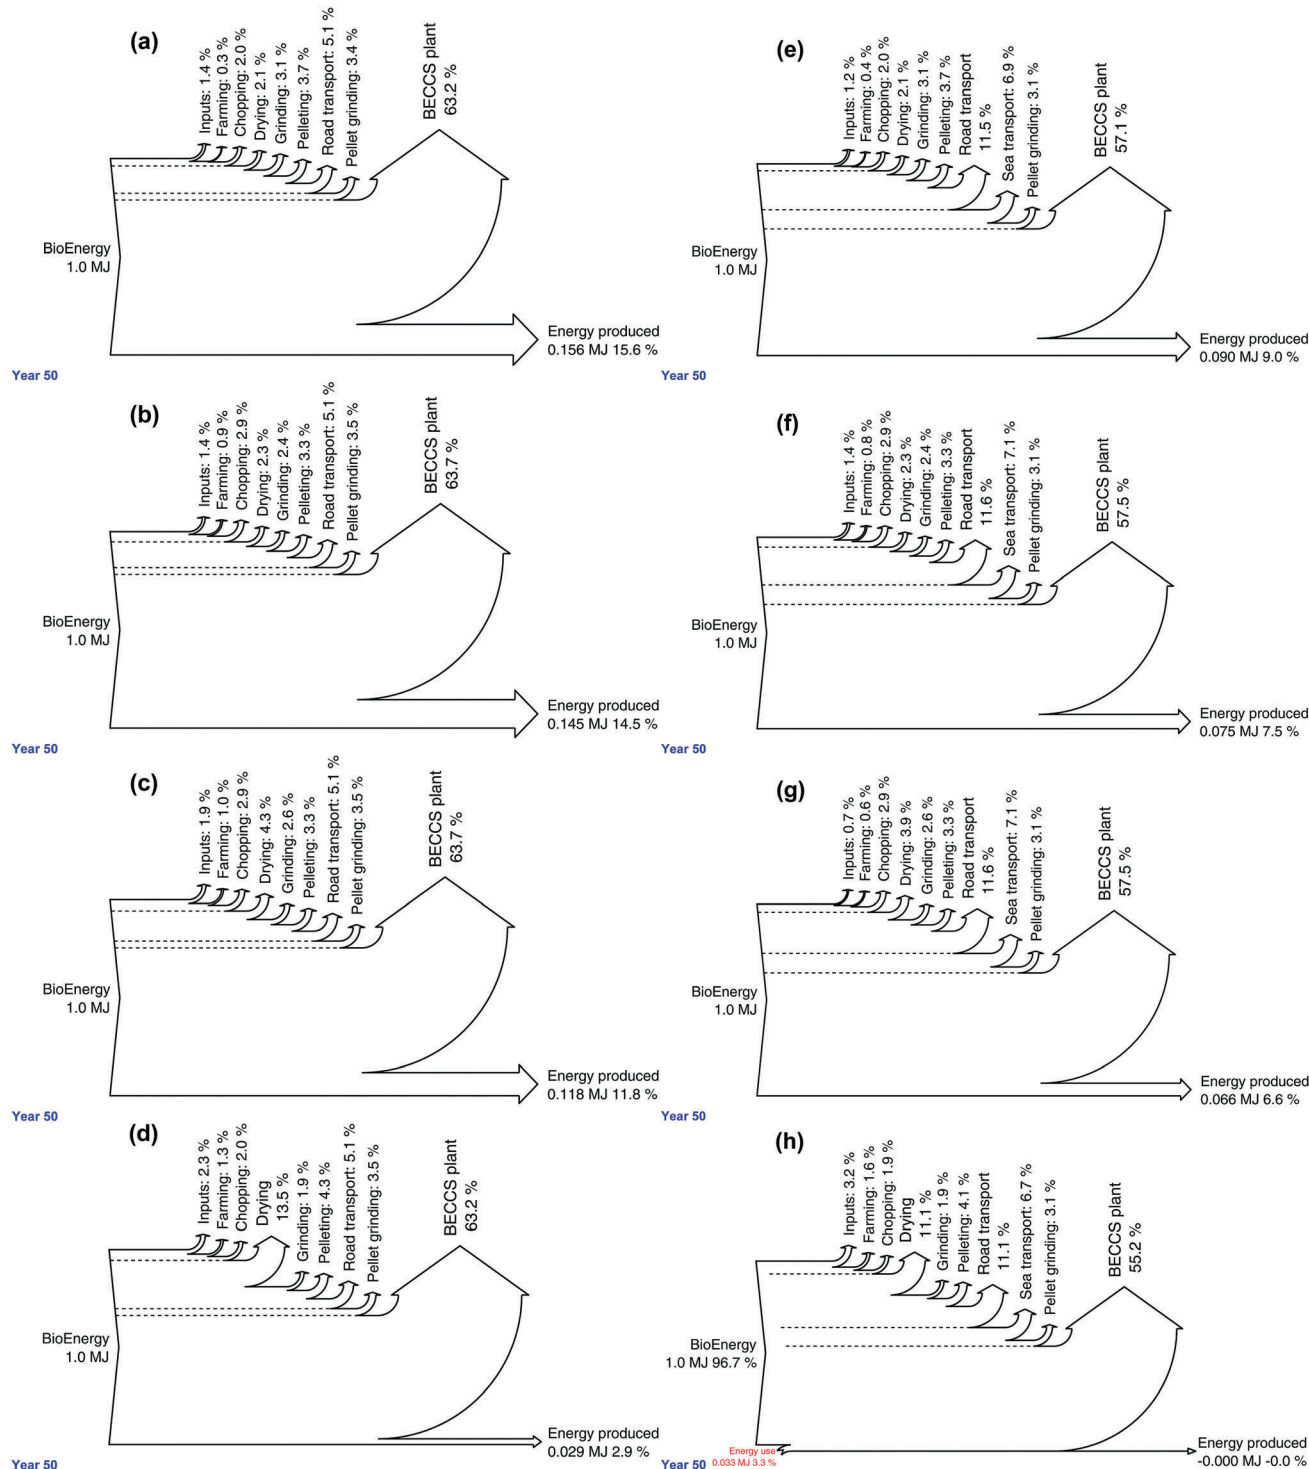 (a)
Inputs: 1.4 %
Farming: 0.3 %
Chopping: 2.0 %
Drying: 2.1 %
Grinding: 3.1 %
Pelleting: 3.7 %
Road transport: 5.1 %
Pellet grinding: 3.4 %
BECCS plant
63.2 %
BioEnergy
1.0 MJ
Energy produced
0.156 MJ 15.6 %
Year 50
(b)
Inputs: 1.4 %
Farming: 0.9 %
Chopping: 2.9 %
Drying: 2.3 %
Grinding: 2.4 %
Pelleting: 3.3 %
Road transport: 5.1 %
Pellet grinding: 3.5 %
BECCS plant
63.7 %
BioEnergy
1.0 MJ
Energy produced
0.145 MJ 14.5 %
Year 50
(c)
Inputs: 1.9 %
Farming: 1.0 %
Chopping: 2.9 %
Drying: 4.3 %
Grinding: 2.6 %
Pelleting: 3.3 %
Road transport: 5.1 %
Pellet grinding: 3.5 %
BECCS plant
63.7 %
BioEnergy
1.0 MJ
Energy produced
0.118 MJ 11.8 %
Year 50
(d)
Inputs: 2.3 %
Farming: 1.3 %
Chopping: 2.0 %
Drying
13.5 %
Grinding: 1.9 %
Pelleting: 4.3 %
Road transport: 5.1 %
Pellet grinding: 3.5 %
BECCS plant
63.2 %
BioEnergy
1.0 MJ
Energy produced
0.029 MJ 2.9 %
Year 50
(e)
Inputs: 1.2 %
Farming: 0.4 %
Chopping: 2.0 %
Drying: 2.1 %
Grinding: 3.1 %
Pelleting: 3.7 %
Road transport
11.5 %
Sea transport: 6.9 %
Pellet grinding: 3.1 %
BECCS plant
57.1 %
BioEnergy
1.0 MJ
Energy produced
0.090 MJ 9.0 %
Year 50
(f)
Inputs: 1.4 %
Farming: 0.8 %
Chopping: 2.9 %
Drying: 2.3 %
Grinding: 2.4 %
Pelleting: 3.3 %
Road transport
11.6 %
Sea transport: 7.1 %
Pellet grinding: 3.1 %
BECCS plant
57.5 %
BioEnergy
1.0 MJ
Energy produced
0.075 MJ 7.5 %
Year 50
(g)
Inputs: 0.7 %
Farming: 0.6 %
Chopping: 2.9 %
Drying: 3.9 %
Grinding: 2.6 %
Pelleting: 3.3 %
Road transport
11.6 %
Sea transport: 7.1 %
Pellet grinding: 3.1 %
BECCS plant
57.5 %
BioEnergy
1.0 MJ
Energy produced
0.066 MJ 6.6 %
Year 50
(h)
Inputs: 3.2 %
Farming: 1.6 %
Chopping: 1.9 %
Drying
11.1 %
Grinding: 1.9 %
Pelleting: 4.1 %
Road transport
11.1 %
Sea transport: 6.7 %
Pellet grinding: 3.1 %
BECCS plant
55.2 %
BioEnergy
1.0 MJ 96.7 %
Energy use
0.033 MJ 3.3 %
Energy produced
-0.000 MJ -0.0 %
Year 50